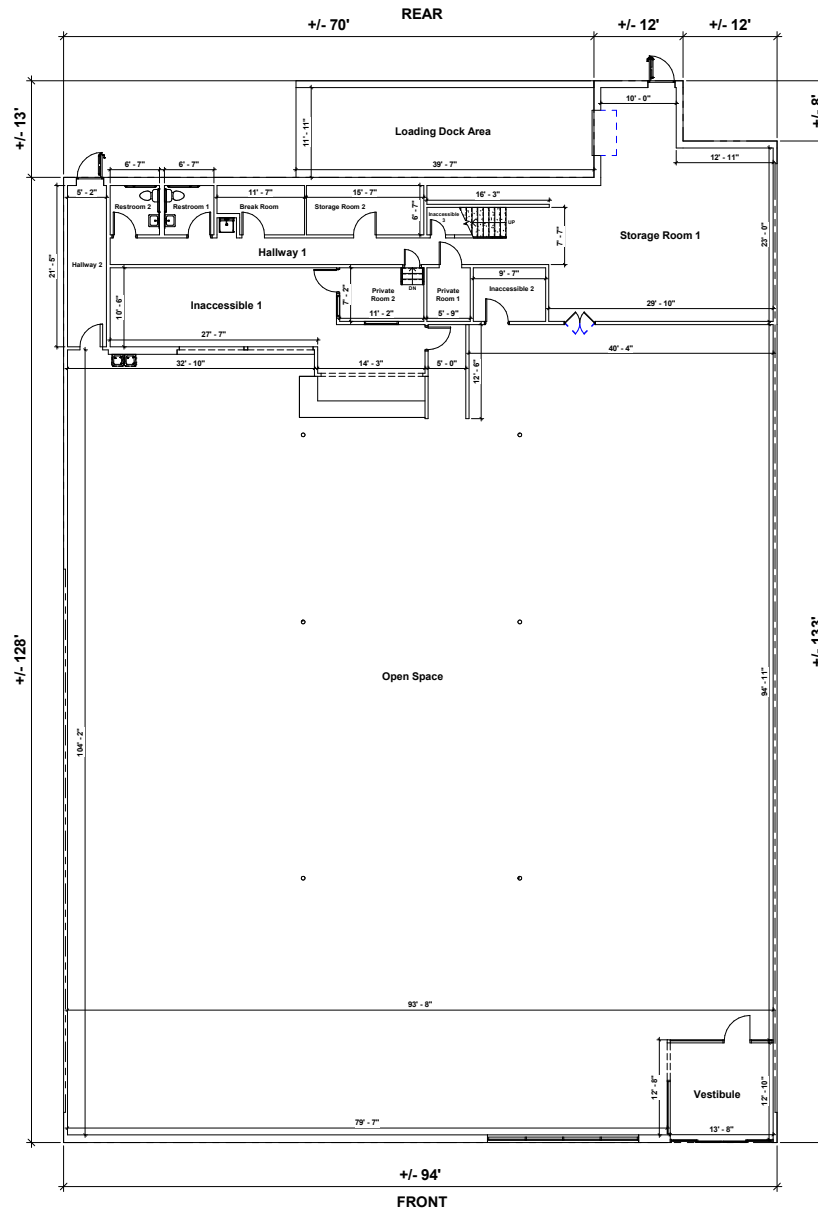 REAR
+/- 70'
+/- 12'
+/- 12'
+/- 13'
+/- 8'
10' - 0"
Loading Dock Area
11' - 11"
39' - 7"
12' - 11"
6' - 7"
6' - 7"
5' - 2"
11' - 7"
15' - 7"
16' - 3"
Restroom 2
Restroom 1
Break Room
Storage Room 2
6' - 7"
Inaccessible
3
UP
7' - 7"
Storage Room 1
23' - 0"
Hallway 1
21' - 5"
Hallway 2
10' - 6"
Inaccessible 1
7' - 2"
Private
Room 2
DN
Private
Room 1
9' - 7"
Inaccessible 2
11' - 2"
5' - 9"
29' - 10"
27' - 7"
32' - 10"
14' - 3"
5' - 0"
12' - 6"
40' - 4"
+/- 128'
+/- 133'
Open Space
94' - 11"
104' - 2"
93' - 8"
12' - 8"
Vestibule
12' - 10"
79' - 7"
13' - 8"
+/- 94'
FRONT